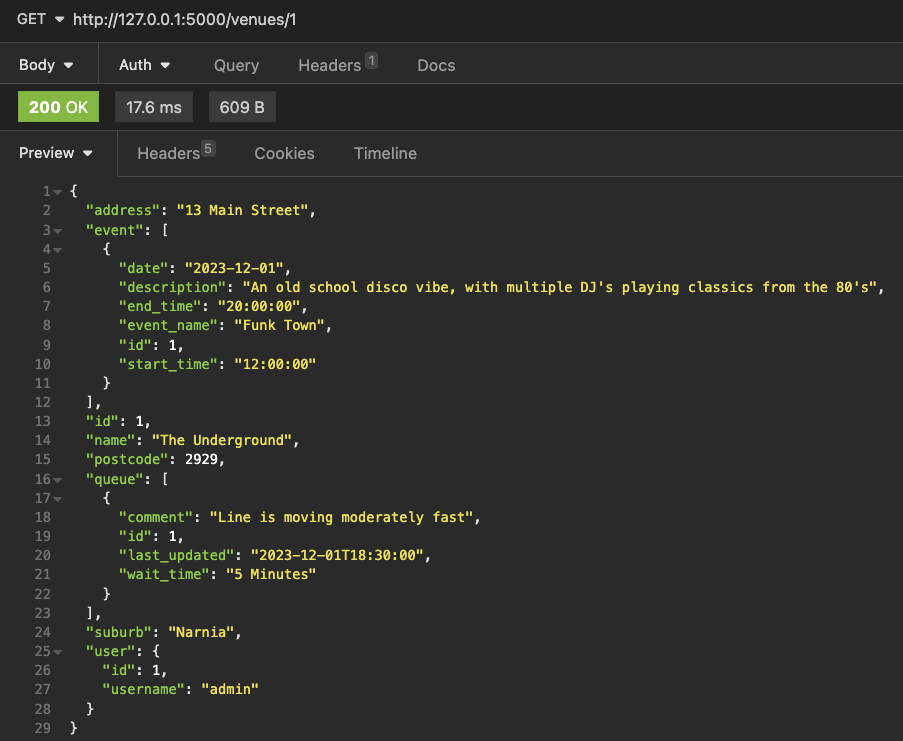 GET http://127.0.0.1:5000/venues/1
Body Auth Query Headers 1 Docs
200 OK 17.6 ms 609 B
Preview Headers 5 Cookies Timeline
1 {
2 "address": "13 Main Street",
3 "event": [
4 {
5 "date": "2023-12-01",
6 "description": "An old school disco vibe, with multiple DJ's playing classics from the 80's",
7 "end_time": "20:00:00",
8 "event_name": "Funk Town",
9 "id": 1,
10 "start_time": "12:00:00"
11 }
12 ],
13 "id": 1,
14 "name": "The Underground",
15 "postcode": 2929,
16 "queue": [
17 {
18 "comment": "Line is moving moderately fast",
19 "id": 1,
20 "last_updated": "2023-12-01T18:30:00",
21 "wait_time": "5 Minutes"
22 }
23 ],
24 "suburb": "Narnia",
25 "user": {
26 "id": 1,
27 "username": "admin"
28 }
29 }